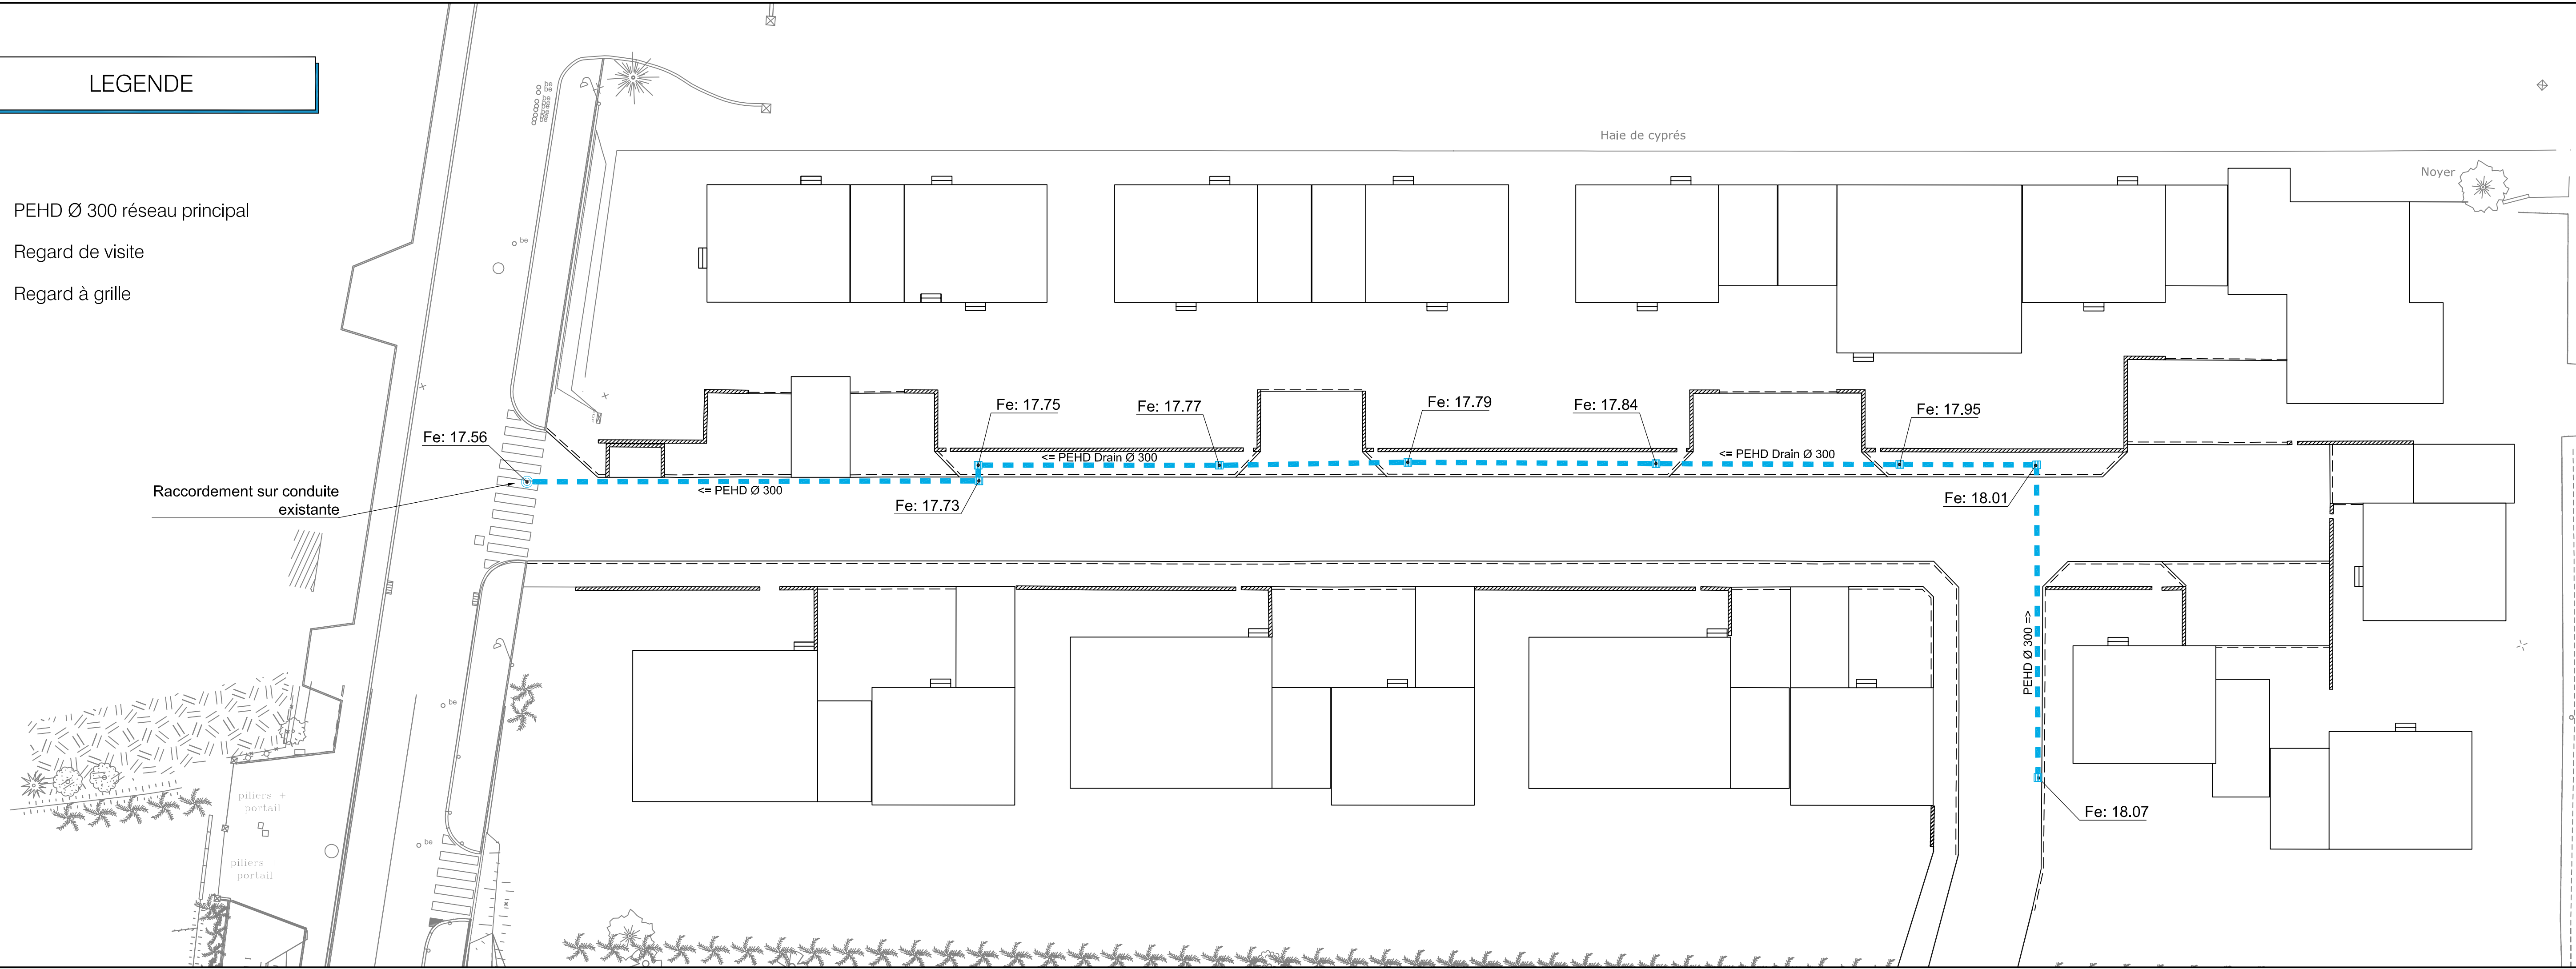 LEGENDE
PEHD Ø 300 réseau principal
Regard de visite
Regard à grille
Haie de cyprés
Noyer
be
Fe: 17.56
Fe: 17.75
Fe: 17.77
Fe: 17.79
Fe: 17.84
Fe: 17.95
<= PEHD Drain Ø 300
<= PEHD Drain Ø 300
Raccordement sur conduite
existante
<= PEHD Ø 300
Fe: 17.73
Fe: 18.01
PEHD Ø 300 =>
be
Fe: 18.07
piliers +
portail
be
piliers +
portail